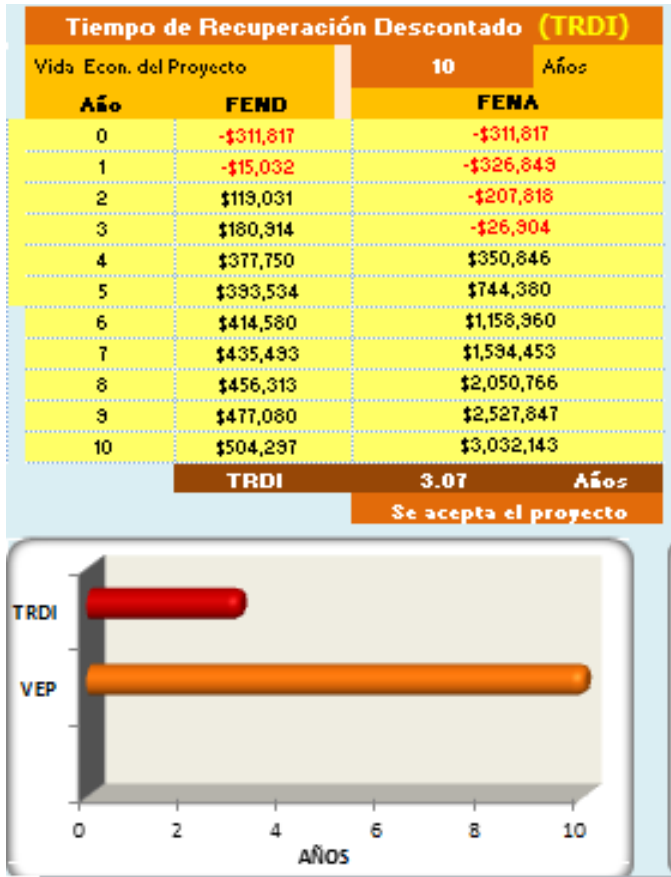 Tiempo de Recuperación Descontado (TRDI)
Vida Econ. del Proyecto 10 Años
Año FEND FENA
0 -$311,817 -$311,817
1 -$15,032 -$326,849
2 $119,031 -$207,818
3 $180,914 -$26,904
4 $377,750 $350,846
5 $393,534 $744,380
6 $414,580 $1,158,960
7 $435,493 $1,594,453
8 $456,313 $2,050,766
9 $477,080 $2,527,847
10 $504,297 $3,032,143
TRDI 3.07 Años
Se acepta el proyecto
TRDI
VEP
0 2 4 6 8 10
AÑOS